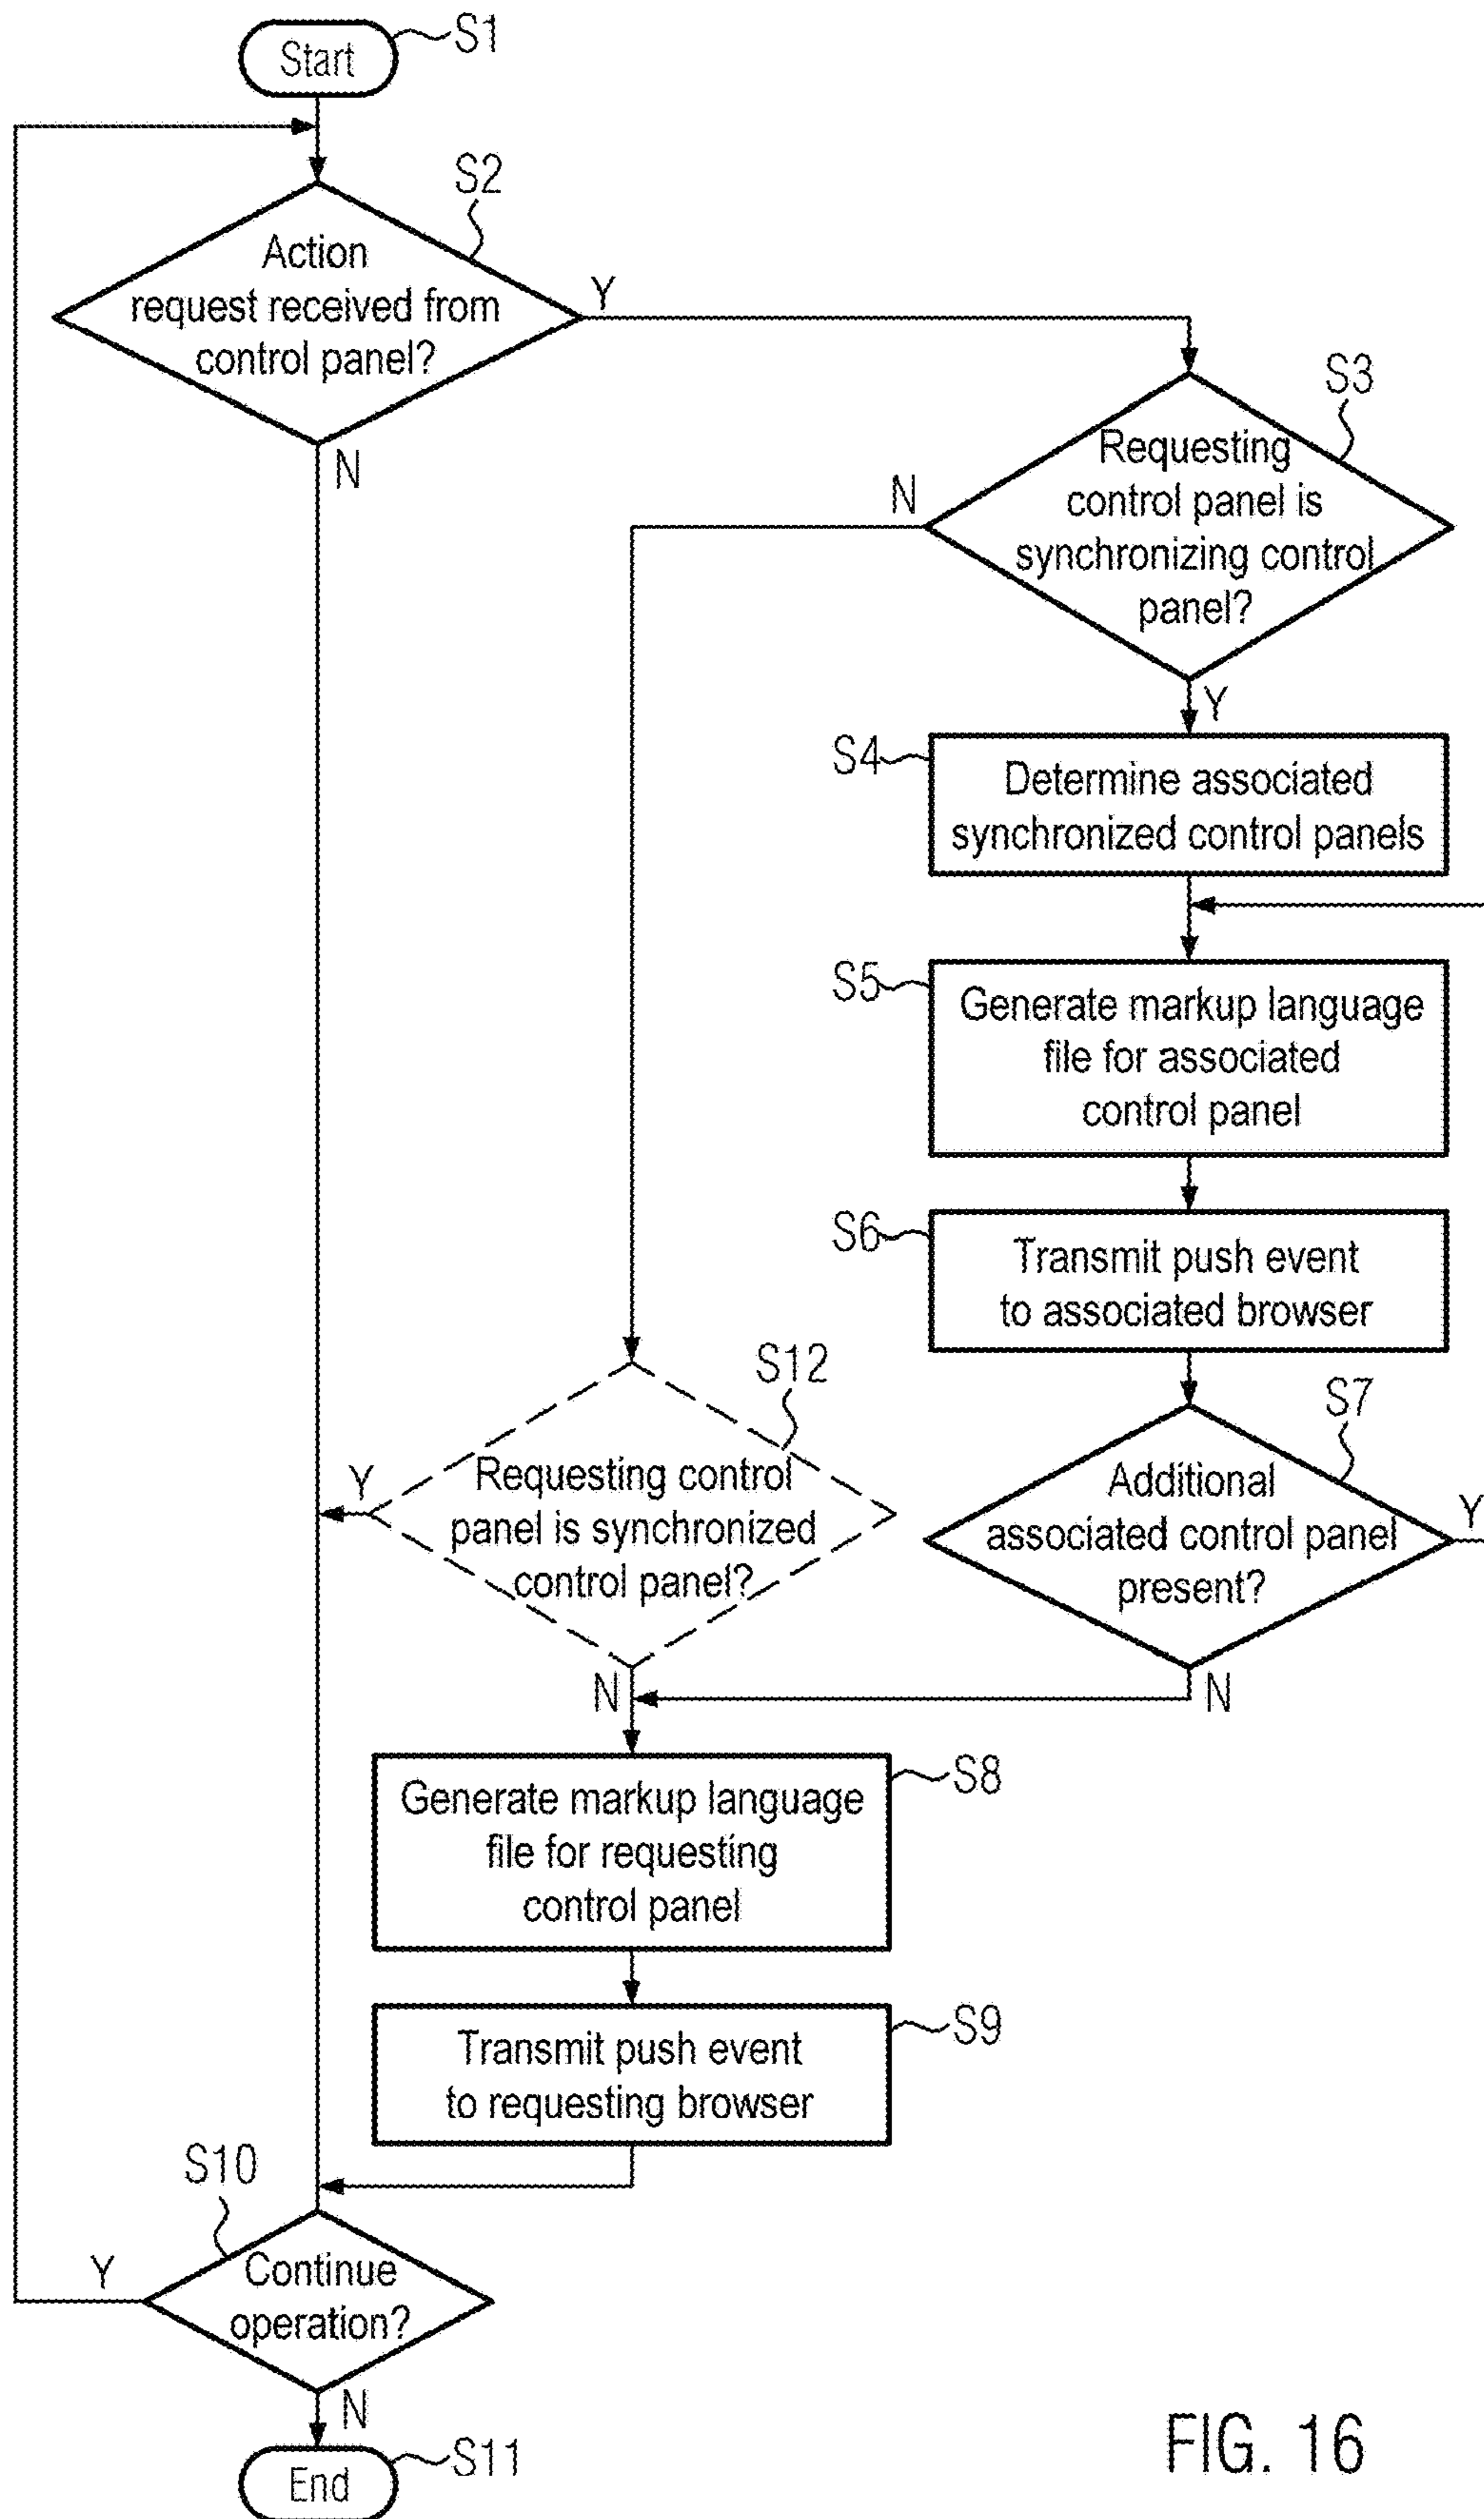 Start
S1
S2
Action
request received from
control panel?
Y
N
S3
Requesting
control panel is
synchronizing control
panel?
N
Y
S4
Determine associated
synchronized control panels
S5
Generate markup language
file for associated
control panel
S6
Transmit push event
to associated browser
S12
Requesting control
panel is synchronized
control panel?
Y
N
S7
Additional
associated control panel
present?
Y
N
S8
Generate markup language
file for requesting
control panel
S9
Transmit push event
to requesting browser
S10
Continue
operation?
Y
N
End
S11
FIG. 16